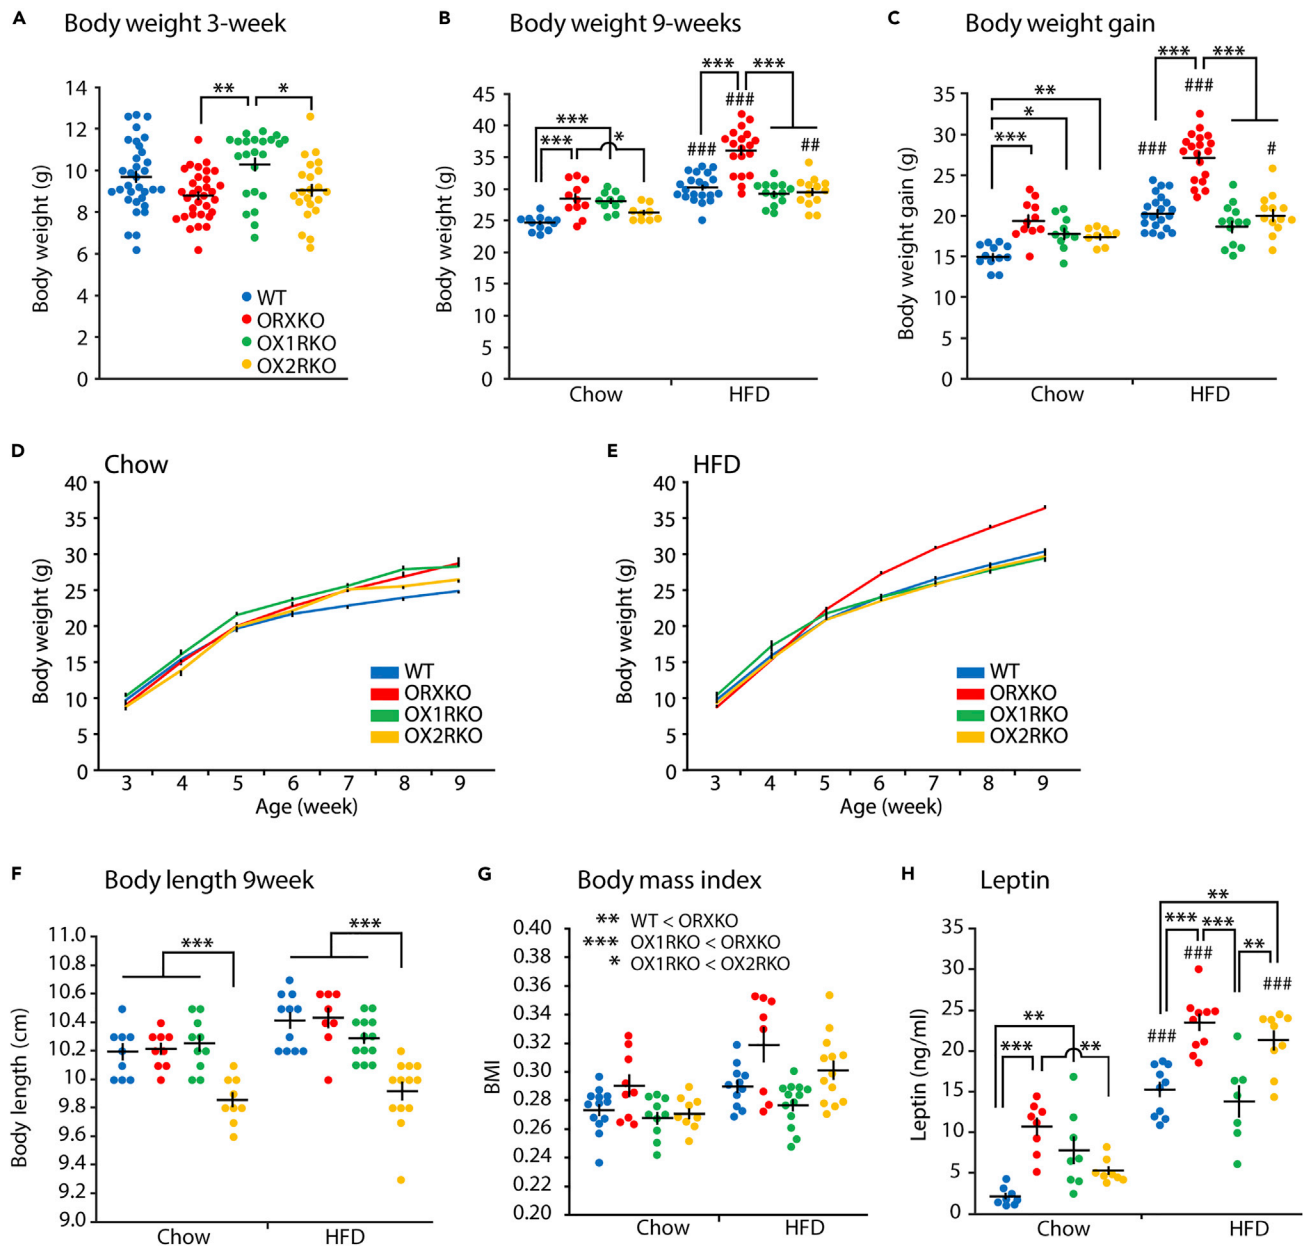 A Body weight 3-week
Body weight (g)
14
12
10
8
6
4
2
0
** *
WT
ORXKO
OX1RKO
OX2RKO
B Body weight 9-weeks
Body weight (g)
45
40
35
30
25
20
15
10
5
0
*** ***
###
***
*** *
### ##
Chow HFD
C Body weight gain
Body weight gain (g)
35
30
25
20
15
10
5
0
*** ***
###
**
*
***
### #
Chow HFD
D Chow
Body weight (g)
40
35
30
25
20
15
10
5
0
WT
ORXKO
OX1RKO
OX2RKO
3 4 5 6 7 8 9
Age (week)
E HFD
Body weight (g)
40
35
30
25
20
15
10
5
0
WT
ORXKO
OX1RKO
OX2RKO
3 4 5 6 7 8 9
Age (week)
F Body length 9week
Body length (cm)
11.0
10.8
10.6
10.4
10.2
10
9.8
9.6
9.4
9.2
9.0
*** ***
Chow HFD
G Body mass index
** WT < ORXKO
*** OX1RKO < ORXKO
* OX1RKO < OX2RKO
BMI
0.40
0.38
0.36
0.34
0.32
0.30
0.28
0.26
0.24
0.22
0.20
Chow HFD
H Leptin
Leptin (ng/ml)
35
30
25
20
15
10
5
0
**
*** ***
### **
###
###
**
*** **
Chow HFD